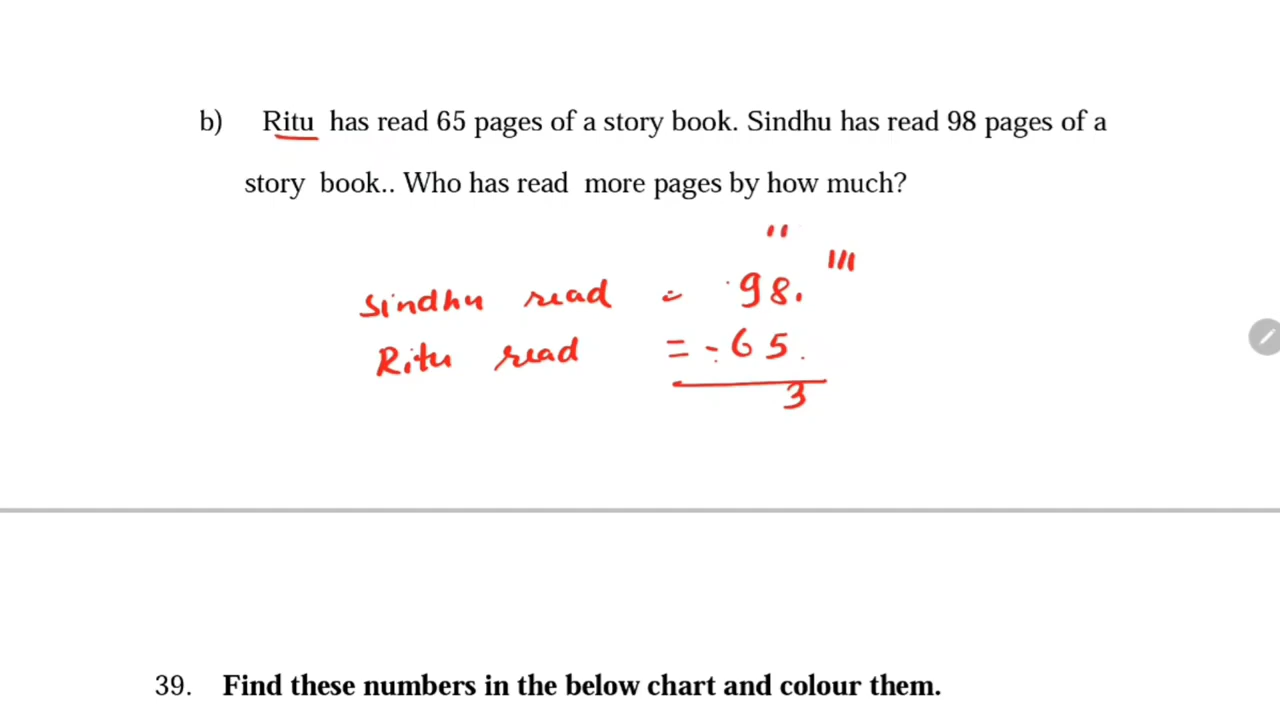 b) Ritu has read 65 pages of a story book. Sindhu has read 98 pages of a
story book.. Who has read more pages by how much?
Sindhu read = 98.
Ritu read = - 65
3
39. Find these numbers in the below chart and colour them.